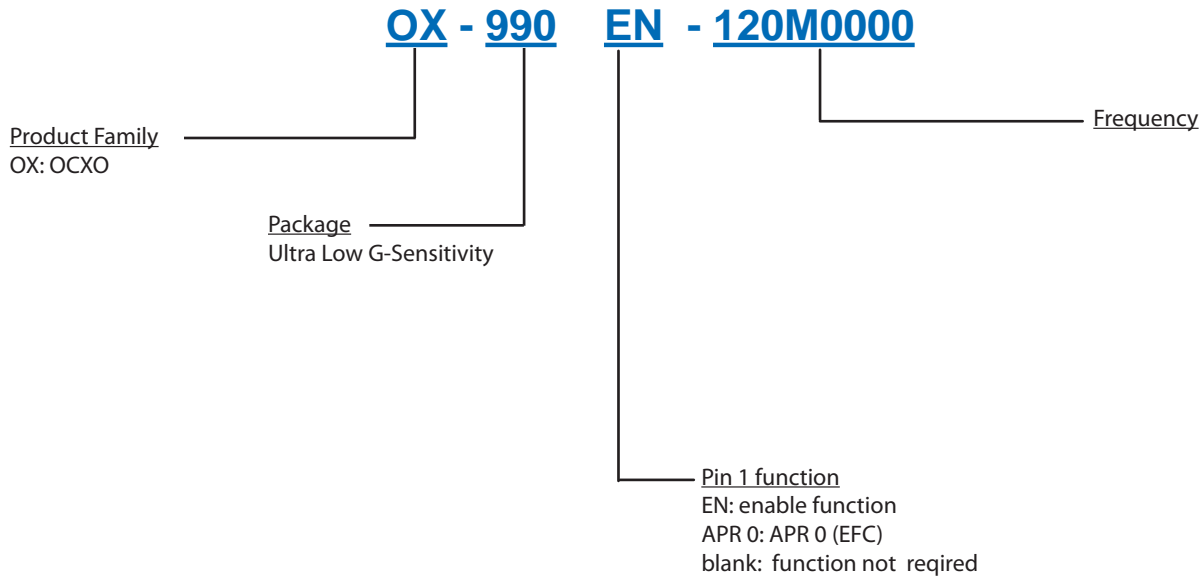 OX - 990 EN - 120M0000
Product Family
OX: OCXO
Frequency
Package
Ultra Low G-Sensitivity
Pin 1 function
EN: enable function
APR 0: APR 0 (EFC)
blank: function not reqired